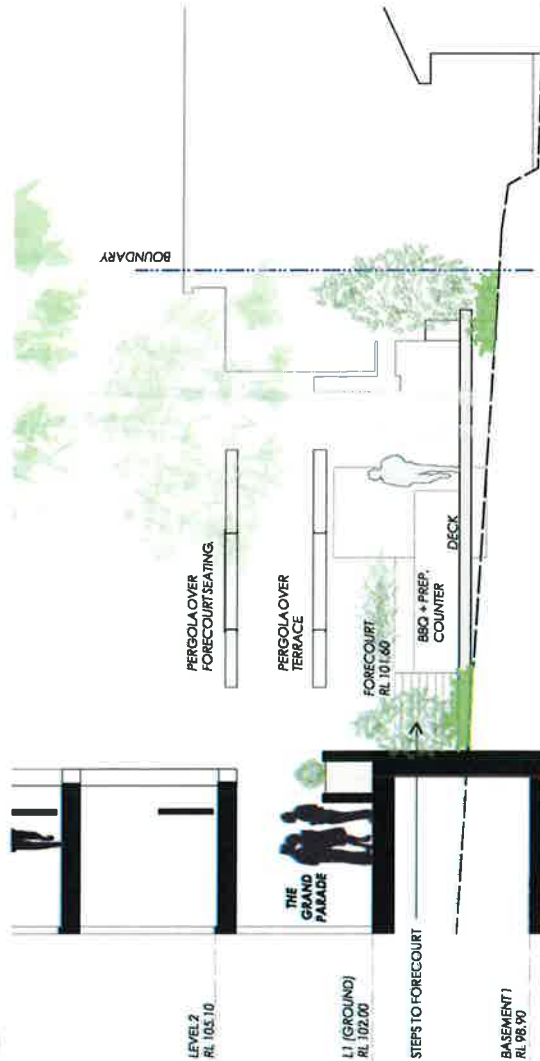 BOUNDARY
PERGOLA OVER
FORECOURT SEATING.
PERGOLA OVER
TERRACE
FORECOURT
RL 101.60
BBQ + PREP.
COUNTER
DECK
THE
GRAND
PARADE
LEVEL 2
RL 105.10
L1 (GROUND)
RL 102.00
STEPS TO FORECOURT
BASEMENT 1
RL 98.90